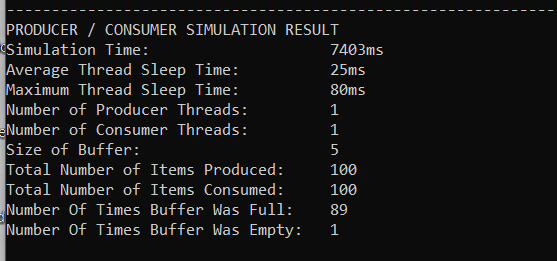 PRODUCER / CONSUMER SIMULATION RESULT
Simulation Time: 7403ms
Average Thread Sleep Time: 25ms
Maximum Thread Sleep Time: 80ms
Number of Producer Threads: 1
Number of Consumer Threads: 1
Size of Buffer: 5
Total Number of Items Produced: 100
Total Number of Items Consumed: 100
Number Of Times Buffer Was Full: 89
Number Of Times Buffer Was Empty: 1